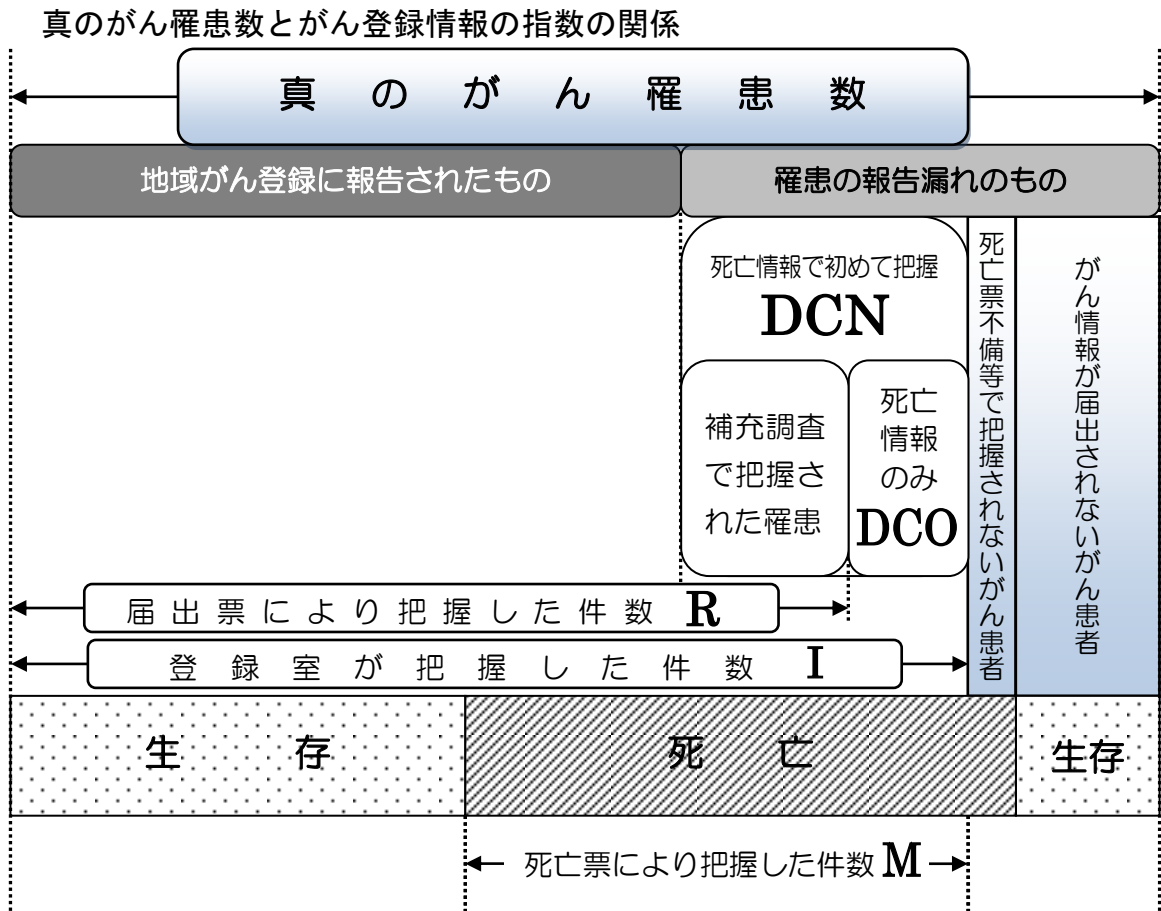 真のがん罹患数とがん登録情報の指数の関係
真のがん罹患数
地域がん登録に報告されたもの
罹患の報告漏れのもの
死亡情報で初めて把握
DCN
補充調査
で把握さ
れた罹患
死亡
情報
のみ
DCO
死亡票不備等で把握されないがん患者
がん情報が届出されないがん患者
届出票により把握した件数 R
登録室が把握した件数 I
生存
死亡
生存
死亡票により把握した件数 M